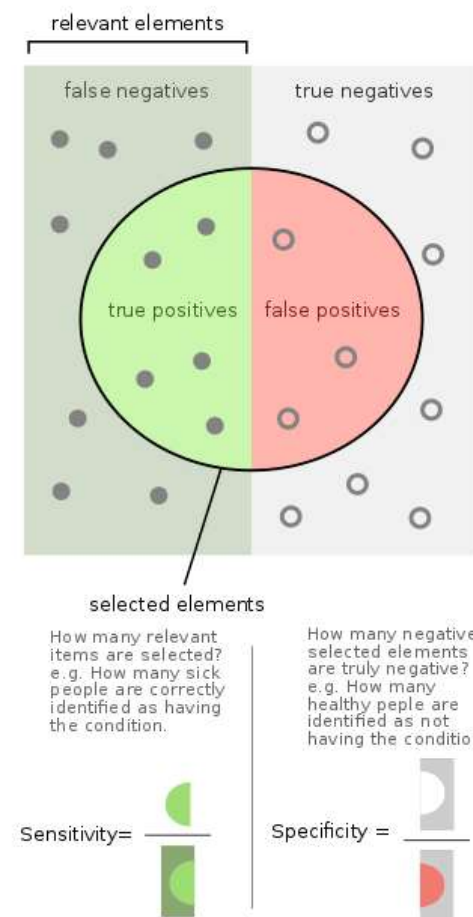 relevant elements
false negatives
true negatives
true positives
false positives
selected elements
How many relevant
items are selected?
e.g. How many sick
people are correctly
identified as having
the condition.
Sensitivity=
How many negative
selected elements
are truly negative?
e.g. How many
healthy peple are
identified as not
having the conditio
Specificity =